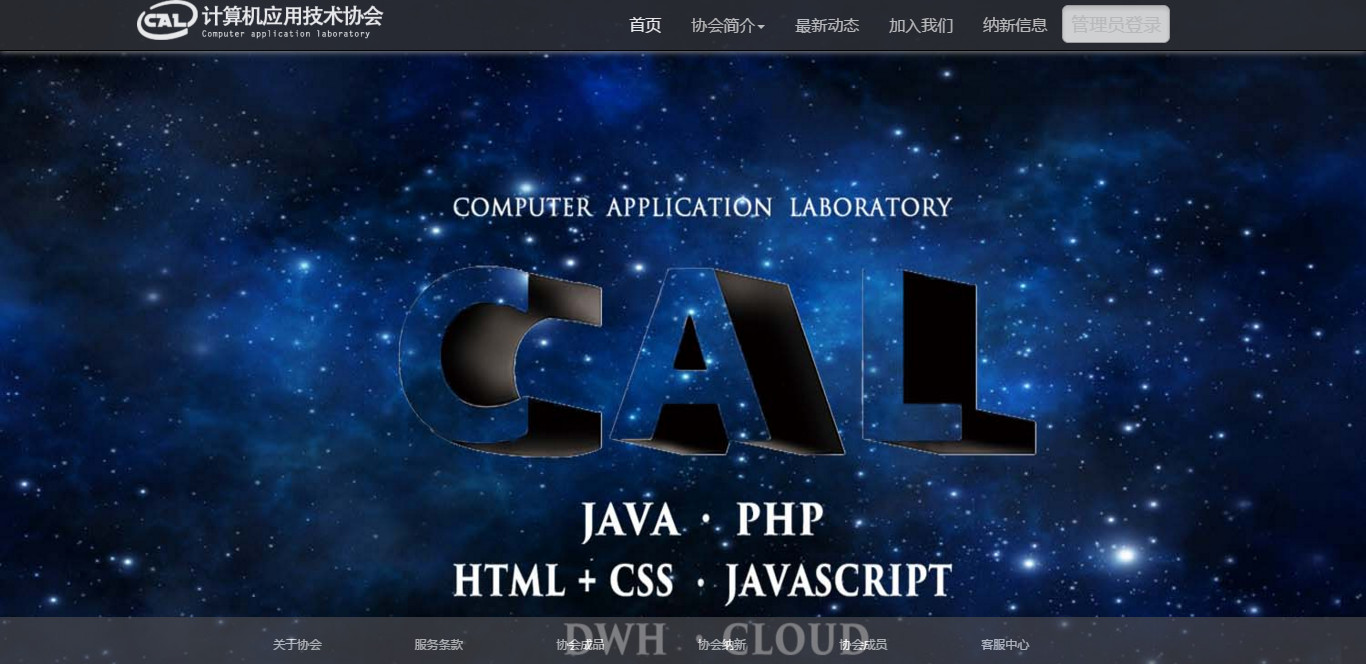 CAL 计算机应用技术协会
Computer application laboratory
首页 协会简介 最新动态 加入我们 纳新信息 管理员登录
COMPUTER APPLICATION LABORATORY
CAL
JAVA · PHP
HTML + CSS · JAVASCRIPT
DWH · CLOUD
关于协会 服务条款 协会成品 协会纳新 协会成员 客服中心